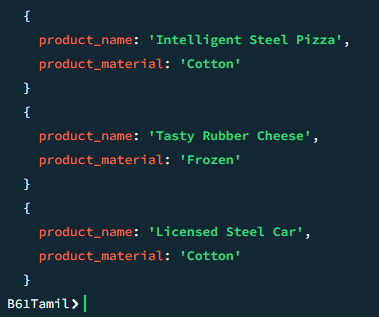 {
product_name: 'Intelligent Steel Pizza',
product_material: 'Cotton'
}
{
product_name: 'Tasty Rubber Cheese',
product_material: 'Frozen'
}
{
product_name: 'Licensed Steel Car',
product_material: 'Cotton'
}
B61Tamil>